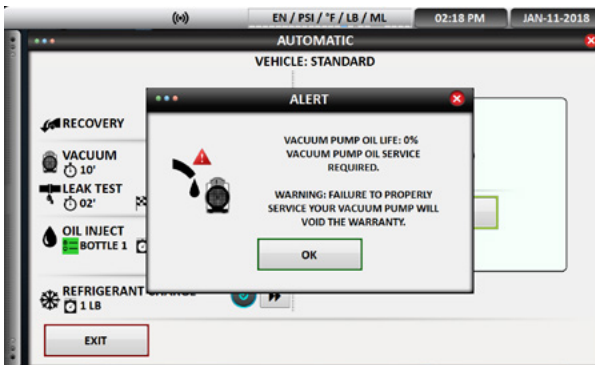 EN / PSI / °F / LB / ML
02:18 PM
JAN-11-2018
AUTOMATIC
VEHICLE: STANDARD
ALERT
RECOVERY
VACUUM
10'
LEAK TEST
02'
OIL INJECT
BOTTLE 1
REFRIGERANT
1 LB
VACUUM PUMP OIL LIFE: 0%
VACUUM PUMP OIL SERVICE
REQUIRED.
WARNING: FAILURE TO PROPERLY
SERVICE YOUR VACUUM PUMP WILL
VOID THE WARRANTY.
OK
EXIT